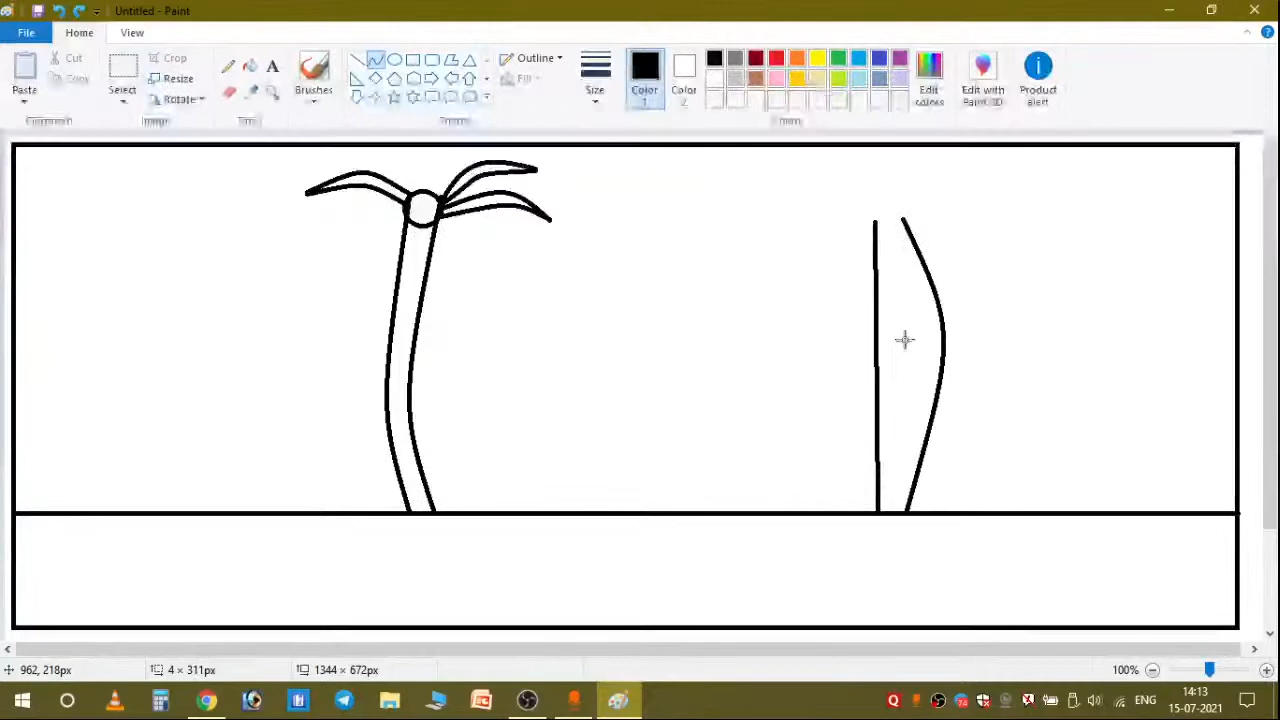 Untitled - Paint
File Home View
Paste Cut Select Crop Resize Rotate A Brushes Outline Fill Size Color 1 Color 2 Edit colors Edit with Paint 3D Product alert
962, 218px 4 × 311px 1344 × 672px 100%
ENG 14:13
15-07-2021